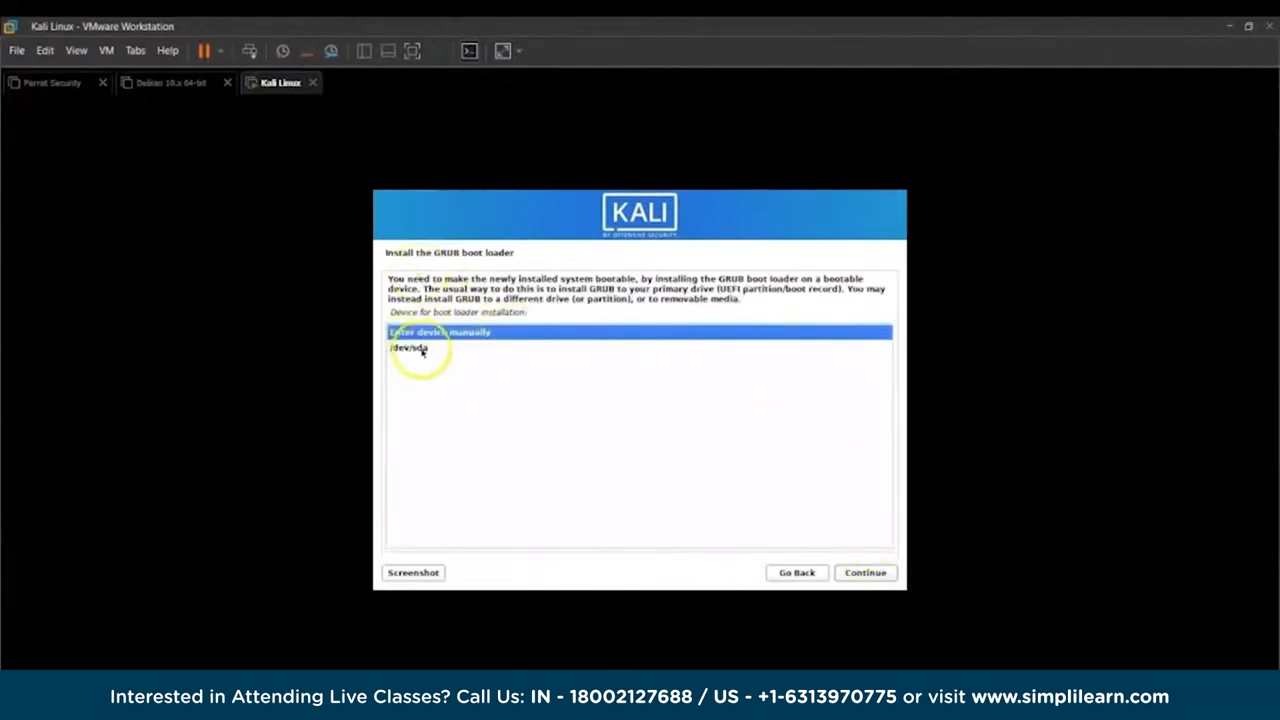 Kali Linux - VMware Workstation
File Edit View VM Tabs Help
Parrot Security Debian 10.x 64-bit Kali Linux
KALI
BY OFFENSIVE SECURITY
Install the GRUB boot loader
You need to make the newly installed system bootable, by installing the GRUB boot loader on a bootable
device. The usual way to do this is to install GRUB to your primary drive (UEFI partition/boot record). You may
instead install GRUB to a different drive (or partition), or to removable media.
Device for boot loader installation:
Enter device manually
/dev/sda
Screenshot Go Back Continue
Interested in Attending Live Classes? Call Us: IN - 18002127688 / US - +1-6313970775 or visit www.simplilearn.com